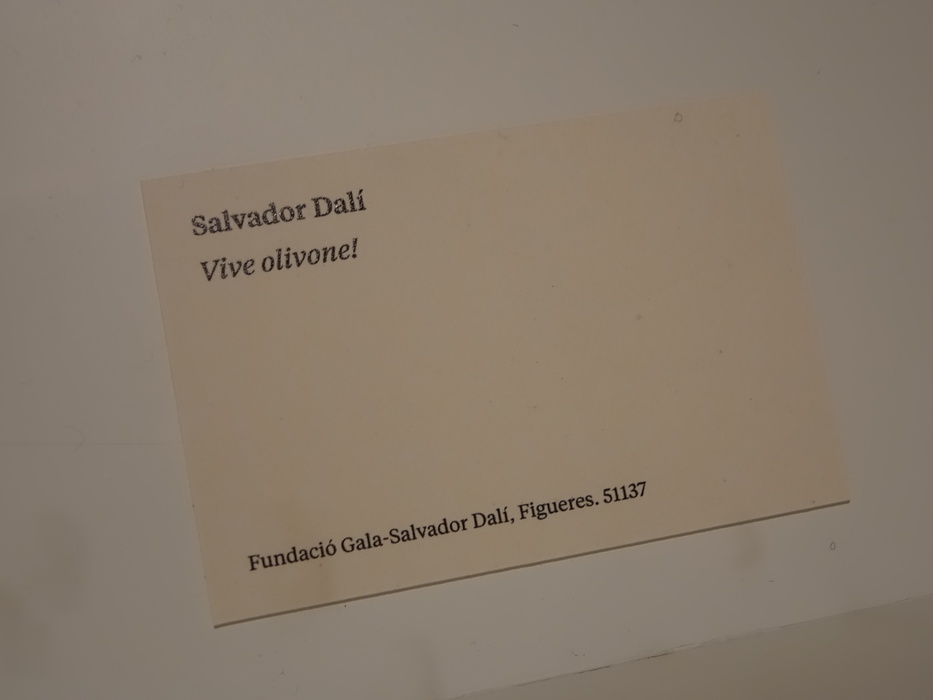 Salvador Dalí
Vive olivone!
Fundació Gala-Salvador Dalí, Figueres. 51137